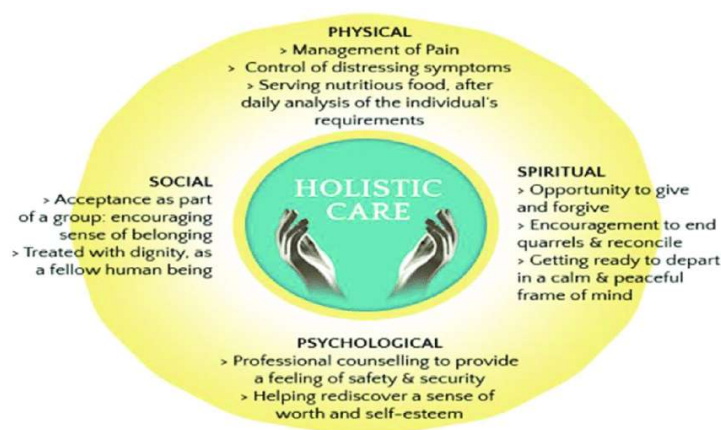 PHYSICAL
> Management of Pain
> Control of distressing symptoms
> Serving nutritious food, after
daily analysis of the individual's
requirements
SOCIAL
> Acceptance as part
of a group: encouraging
sense of belonging
> Treated with dignity, as
a fellow human being
HOLISTIC
CARE
SPIRITUAL
> Opportunity to give
and forgive
> Encouragement to end
quarrels & reconcile
> Getting ready to depart
in a calm & peaceful
frame of mind
PSYCHOLOGICAL
> Professional counselling to provide
a feeling of safety & security
> Helping rediscover a sense of
worth and self-esteem